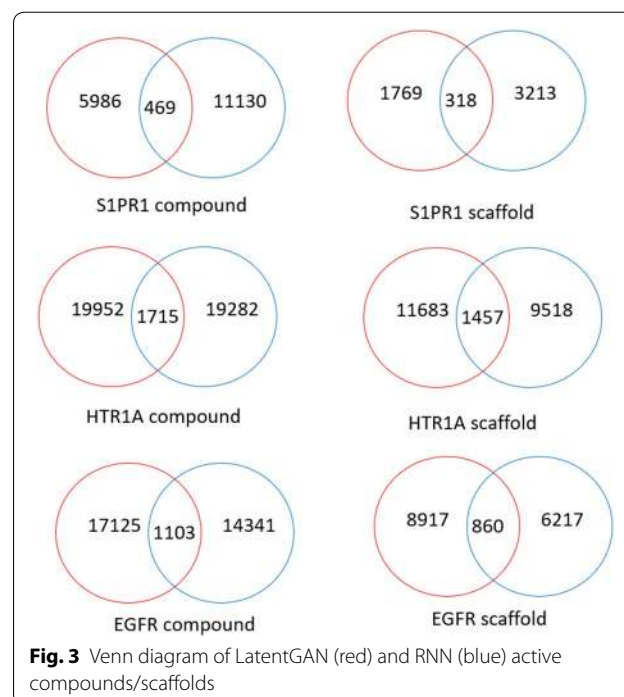 5986 469 11130
S1PR1 compound
1769 318 3213
S1PR1 scaffold
19952 1715 19282
HTR1A compound
11683 1457 9518
HTR1A scaffold
17125 1103 14341
EGFR compound
8917 860 6217
EGFR scaffold
Fig. 3 Venn diagram of LatentGAN (red) and RNN (blue) active
compounds/scaffolds